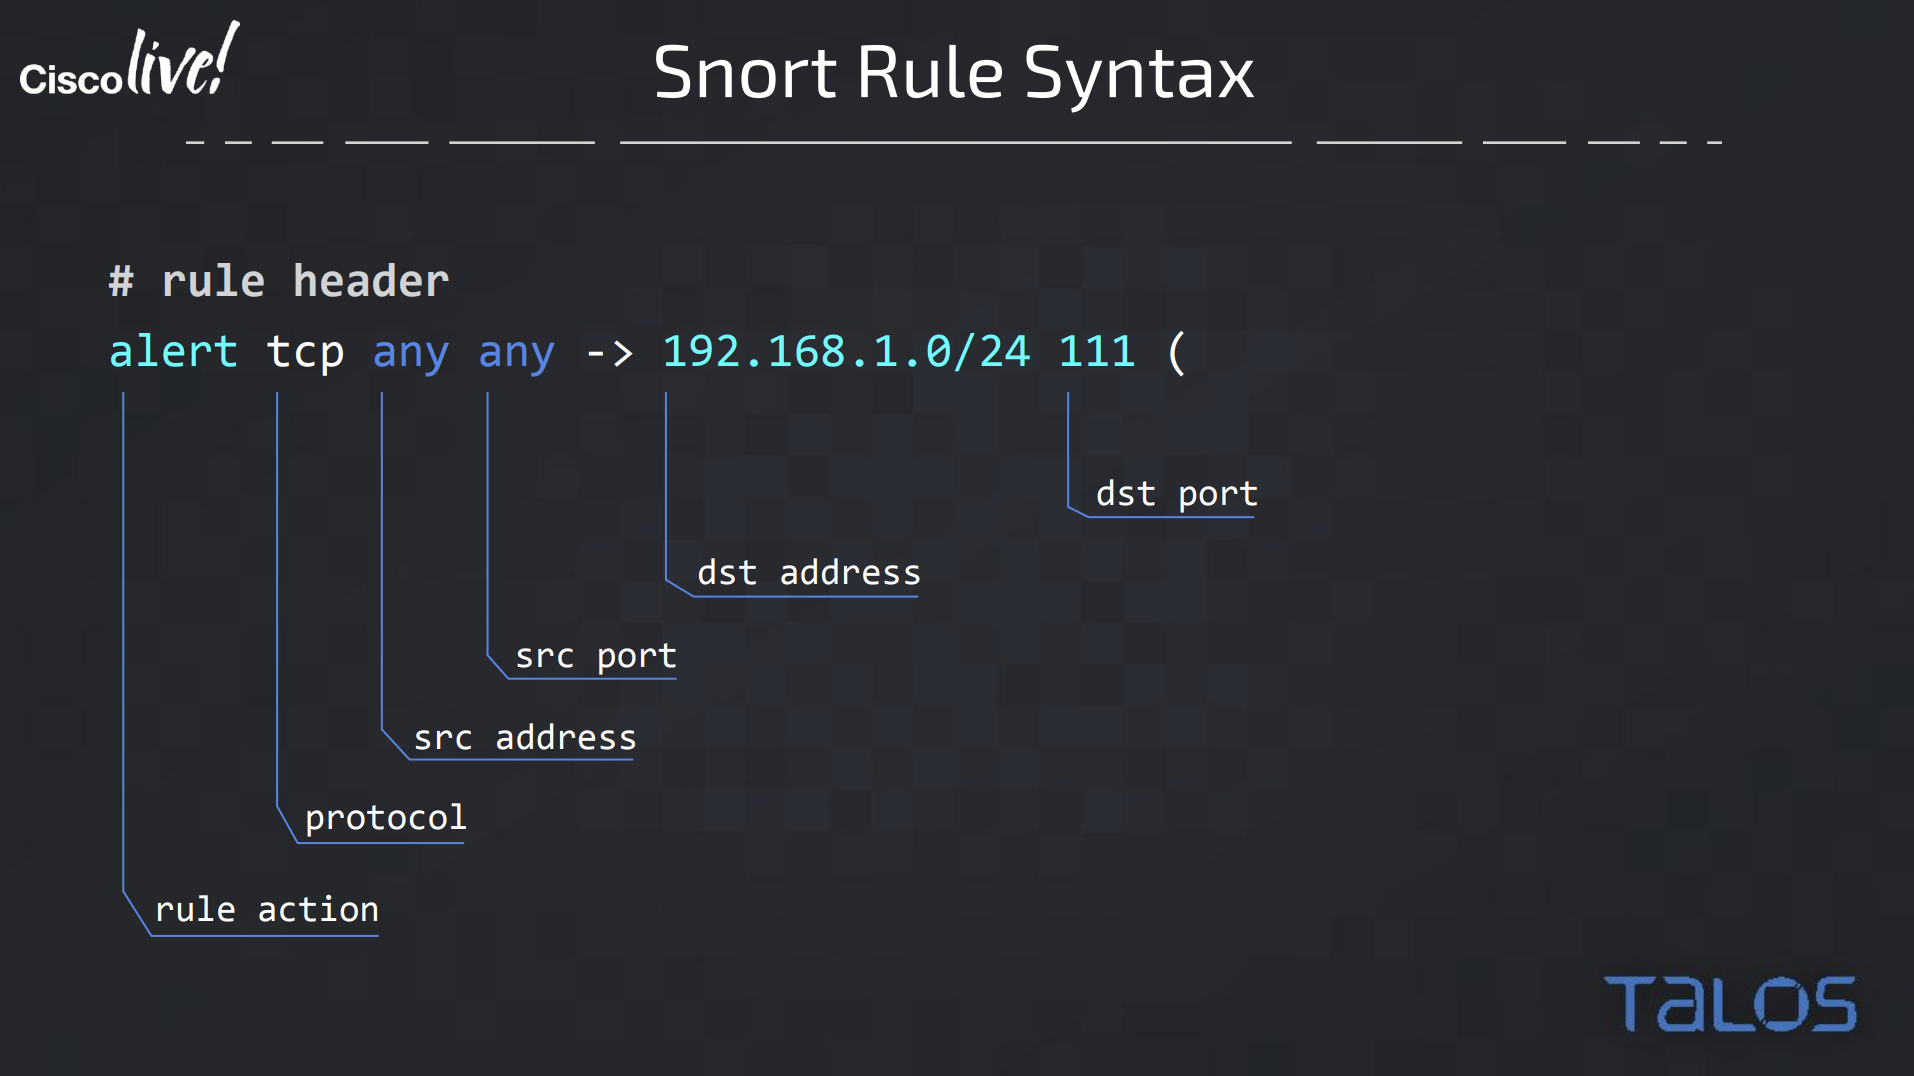 Cisco live!
Snort Rule Syntax
# rule header
alert tcp any any -> 192.168.1.0/24 111 (
dst port
dst address
src port
src address
protocol
rule action
TALOS